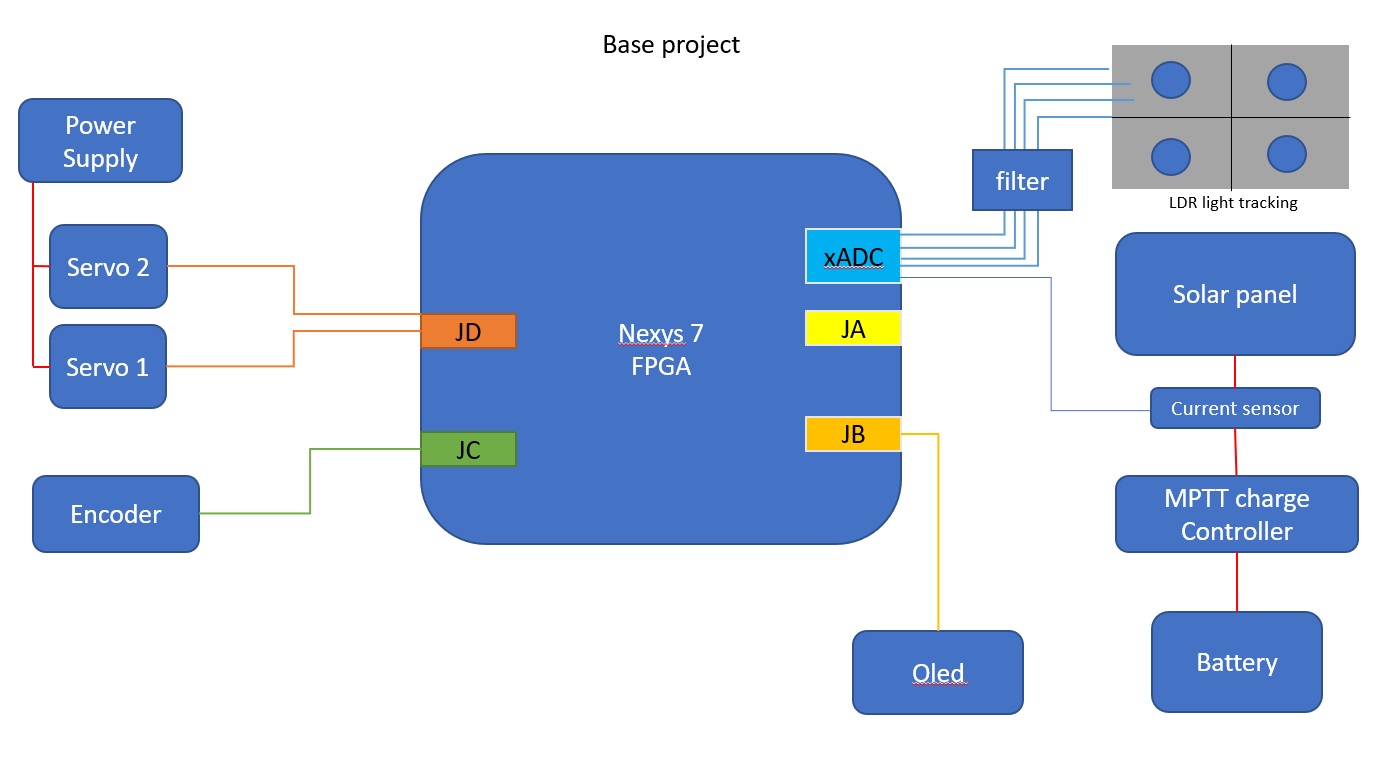 Base project
Power
Supply
Servo 2
Servo 1
Encoder
JD
JC
Nexys 7
FPGA
xADC
JA
JB
filter
LDR light tracking
Solar panel
Current sensor
MPTT charge
Controller
Battery
Oled